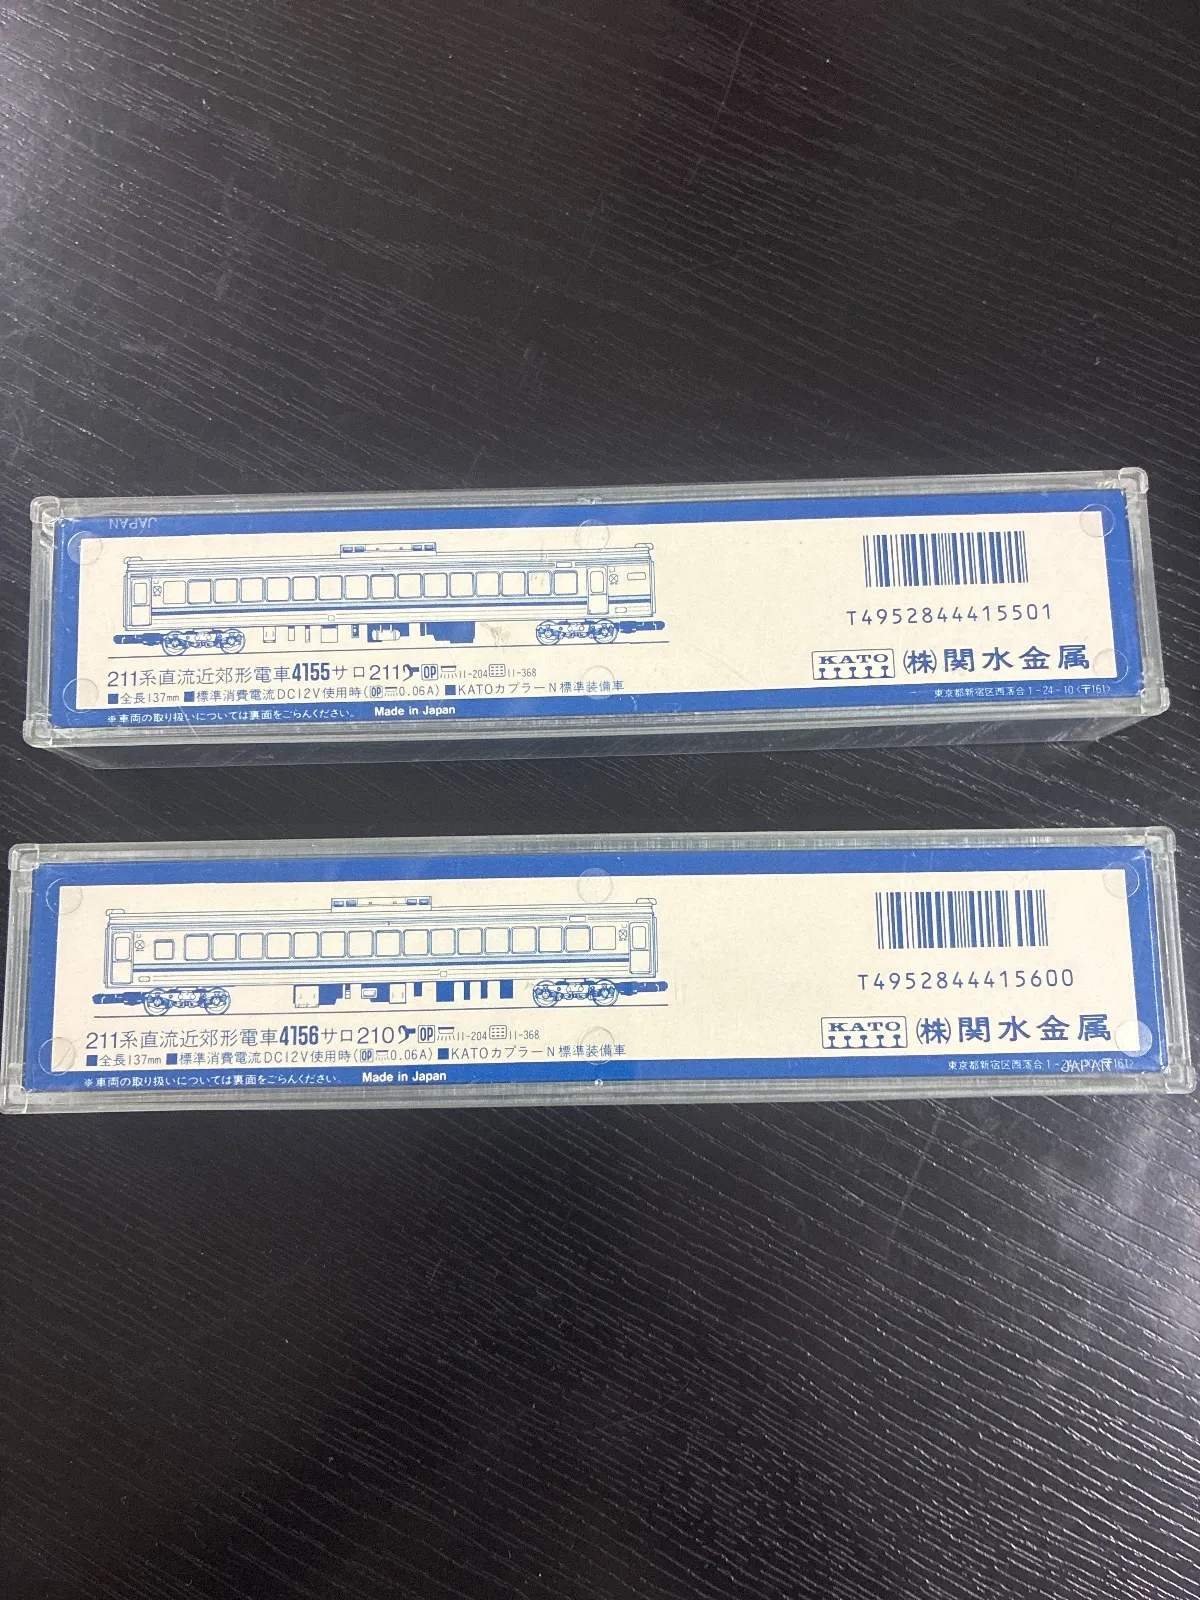 JAPAN
T4952844415501
211系直流近郊形電車4155サロ211 OP 11-204 11-368
KATO (株)関水金属
■全長137mm ■標準消費電流DC12V使用時(OP 0.06A) ■KATOカプラーN標準装備車
東京都新宿区西落合1-24-10〈〒161〉
※車両の取り扱いについては裏面をごらんください。 Made in Japan
T4952844415600
211系直流近郊形電車4156サロ210 OP 11-204 11-368
KATO (株)関水金属
■全長137mm ■標準消費電流DC12V使用時(OP 0.06A) ■KATOカプラーN標準装備車
東京都新宿区西落合1-
JAPAN
※車両の取り扱いについては裏面をごらんください。 Made in Japan